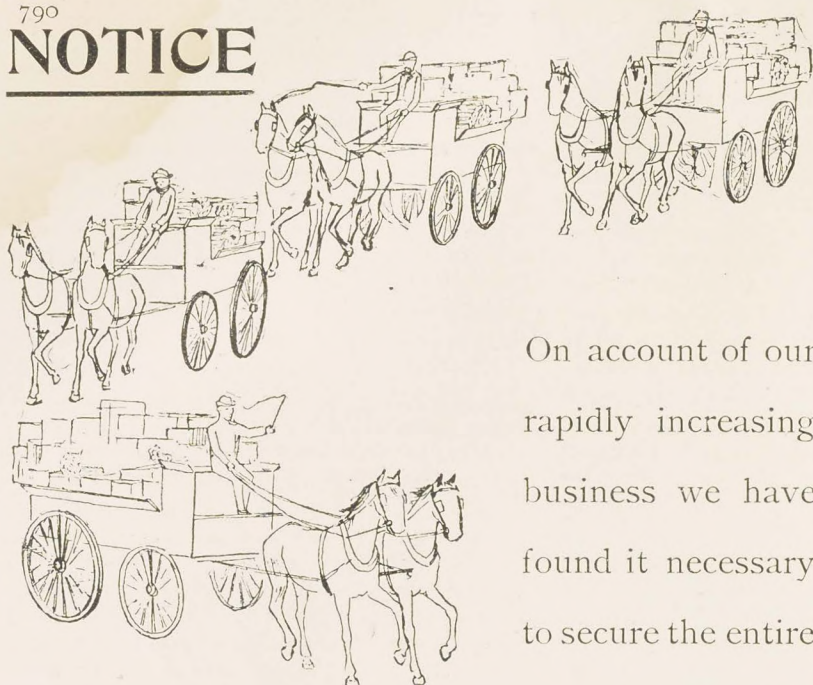 790
NOTICE
On account of our
rapidly increasing
business we have
found it necessary
to secure the entire